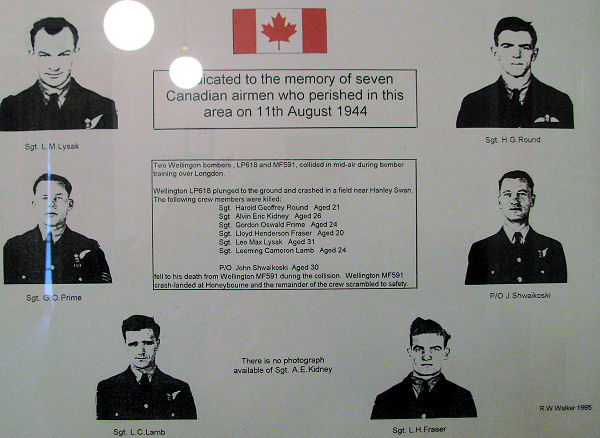 icated to the memory of seven
Canadian airmen who perished in this
area on 11th August 1944
Sgt. L.M.Lysak
Sgt. H.G.Round
Two Wellington bombers , LP618 and MF591, collided in mid-air during bomber
training over Longdon.
Wellington LP618 plunged to the ground and crashed in a field near Hanley Swan.
The following crew members were killed:
Sgt. Harold Geoffrey Round Aged 21
Sgt Alvin Eric Kidney Aged 26
Sgt. Gordon Oswald Prime Aged 24
Sgt. Lloyd Henderson Fraser Aged 20
Sgt. Leo Max Lysak Aged 31
Sgt. Leeming Cameron Lamb Aged 24
P/O John Shwaikoski Aged 30
fell to his death from Wellington MF591 during the collision. Wellington MF591
crash-landed at Honeybourne and the remainder of the crew scrambled to safety.
Sgt. G.O.Prime
P/O J.Shwaikoski
There is no photograph
available of Sgt. A.E.Kidney
Sgt. L.C.Lamb
Sgt. L.H.Fraser
R.W.Walker 1995